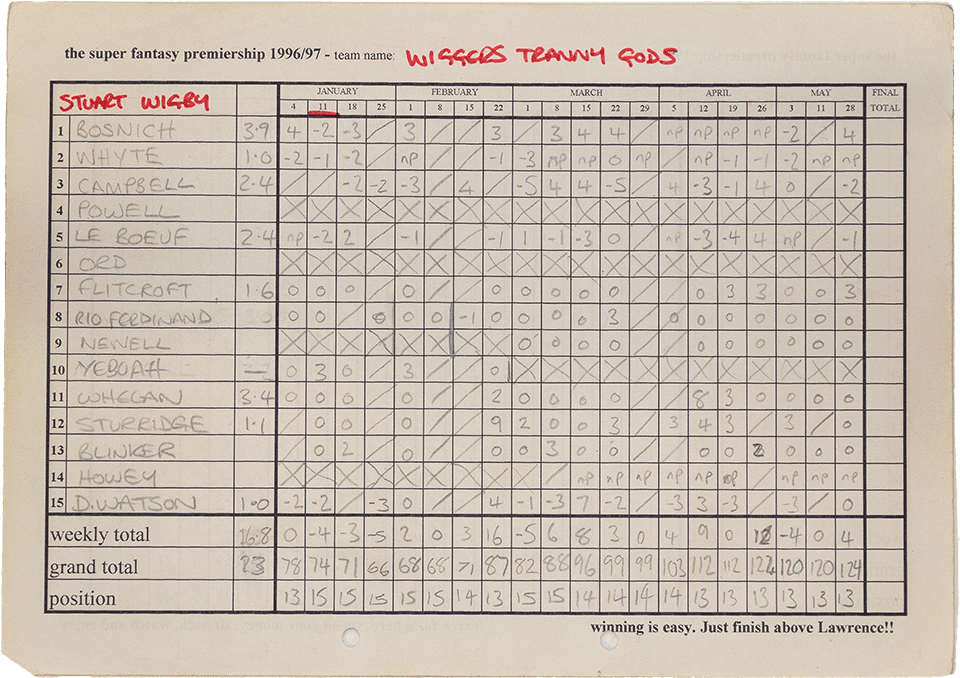 the super fantasy premiership 1996/97 - team name: WIGGERS TRANNY GODS
JANUARY FEBRUARY MARCH APRIL MAY FINAL
STUART WIGBY 4 11 18 25 1 8 15 22 1 8 15 22 29 5 12 19 26 3 11 28 TOTAL
1 BOSNICH 3.9 4 -2 -3 / 3 / / 3 / 3 4 4 / np np np np -2 / 4
2 WHYTE 1.0 -2 -1 -2 / np / / -1 -3 np np 0 np / np -1 -1 -2 np np
3 CAMPBELL 2.4 / / -2 -2 -3 / 4 / -5 4 4 -5 / 4 -3 -1 4 0 / -2
4 POWELL X X X X X X X X X X X X X X X X X X X X
5 LE BOEUF 2.4 np -2 2 / -1 / / -1 1 -1 -3 0 / np -3 -4 4 np / -1
6 ORD X X X X X X X X X X X X X X X X X X X X
7 FLITCROFT 1.6 0 0 0 / 0 / / 0 0 0 0 0 / / 0 3 3 0 0 3
8 RIO FERDINAND 0 0 / 0 0 0 -1 0 0 0 0 3 / 0 0 0 0 0 0 0
9 NEWELL X X X X X X X X 0 0 0 0 / / 0 0 0 0 0 0
10 YEBOAH — 0 3 0 / 3 / / 0 X X X X X X X X X X X X
11 WHEGAN 3.4 0 0 0 / 0 / / 2 0 0 0 0 / / 8 3 0 0 0 0
12 STURRIDGE 1.1 / 0 0 / 0 / / 9 2 0 0 3 / 3 4 3 / 3 / 0
13 BLINKER / 0 2 / 0 / / / 0 3 0 0 / / 0 0 2 0 0 0
14 HOWEY X X X X X X X X X / np np np np np np / np np np
15 D.WATSON 1.0 -2 -2 / -3 0 / / 4 -1 -3 7 -2 / -3 3 -3 / -3 / 0
weekly total 26.8 0 -4 -3 -5 2 0 3 16 -5 6 8 3 0 4 9 0 -4 0 4
grand total 23 78 74 71 66 68 68 71 87 82 88 96 99 99 103 112 112 122 120 120 124
position 13 15 15 15 15 15 14 13 15 15 14 14 14 14 13 13 13 13 13 13
winning is easy. Just finish above Lawrence!!